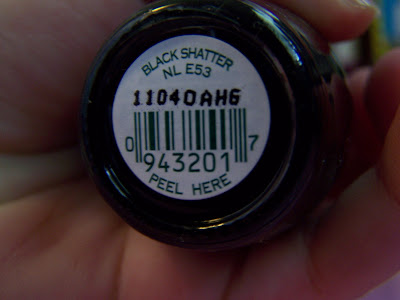 BLACK SHATTER
NL E53
11040AHG
0 943201 7
PEEL HERE